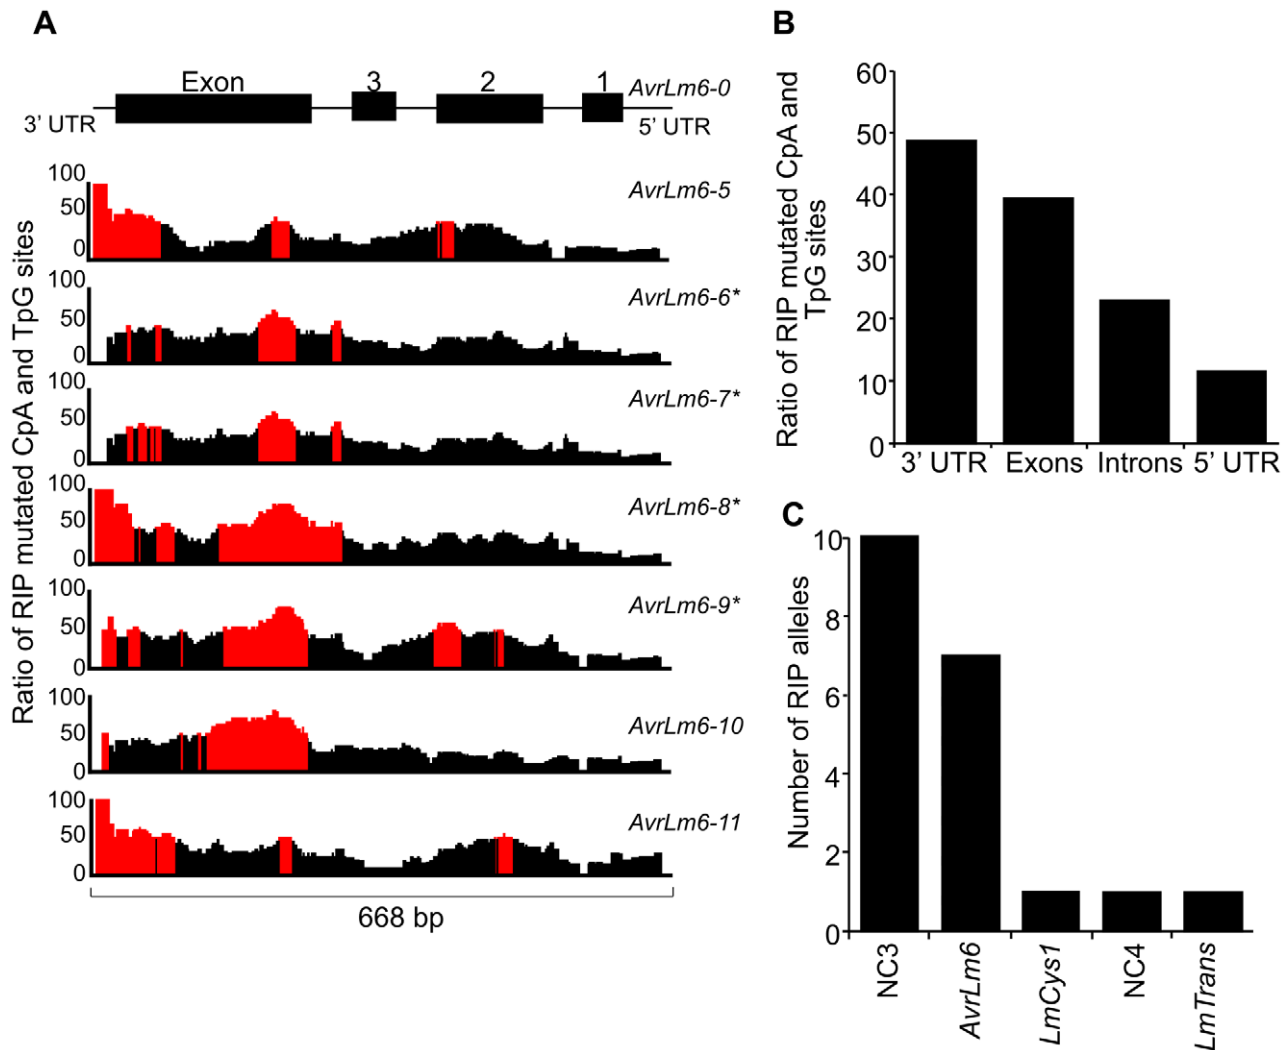 A
Exon
3
2
1
AvrLm6-0
3' UTR
5' UTR
Ratio of RIP mutated CpA and TpG sites
100
50
0
AvrLm6-5
100
50
0
AvrLm6-6*
100
50
0
AvrLm6-7*
100
50
0
AvrLm6-8*
100
50
0
AvrLm6-9*
100
50
0
AvrLm6-10
100
50
0
AvrLm6-11
668 bp
B
Ratio of RIP mutated CpA and
TpG sites
60
50
40
30
20
10
0
3' UTR
Exons
Introns
5' UTR
C
Number of RIP alleles
10
8
6
4
2
0
NC3
AvrLm6
LmCys1
NC4
LmTrans